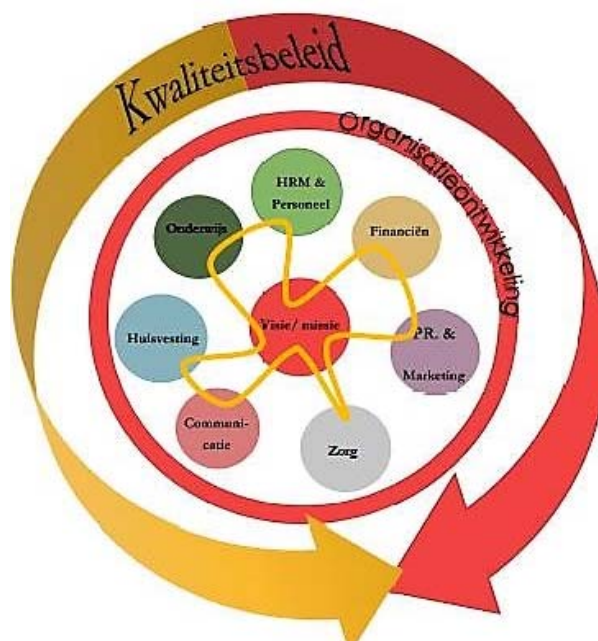 Kwaliteitsbeleid
Organisatieontwikkeling
HRM &
Personeel
Onderwijs
Financiën
Visie/ missie
Huisvesting
PR. &
Marketing
Communi-
catie
Zorg